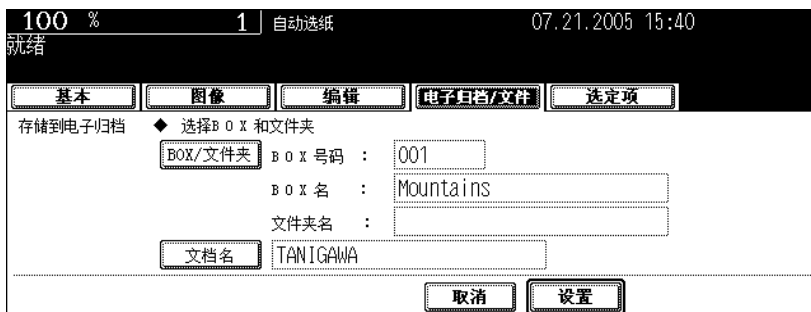 100 % 1 自动选纸 07.21.2005 15:40
就绪
基本 图像 编辑 电子归档/文件 选定项
存储到电子归档 ◆ 选择BOX和文件夹
BOX/文件夹 BOX号码 : 001
BOX名 : Mountains
文件夹名 :
文档名 TANIGAWA
取消 设置